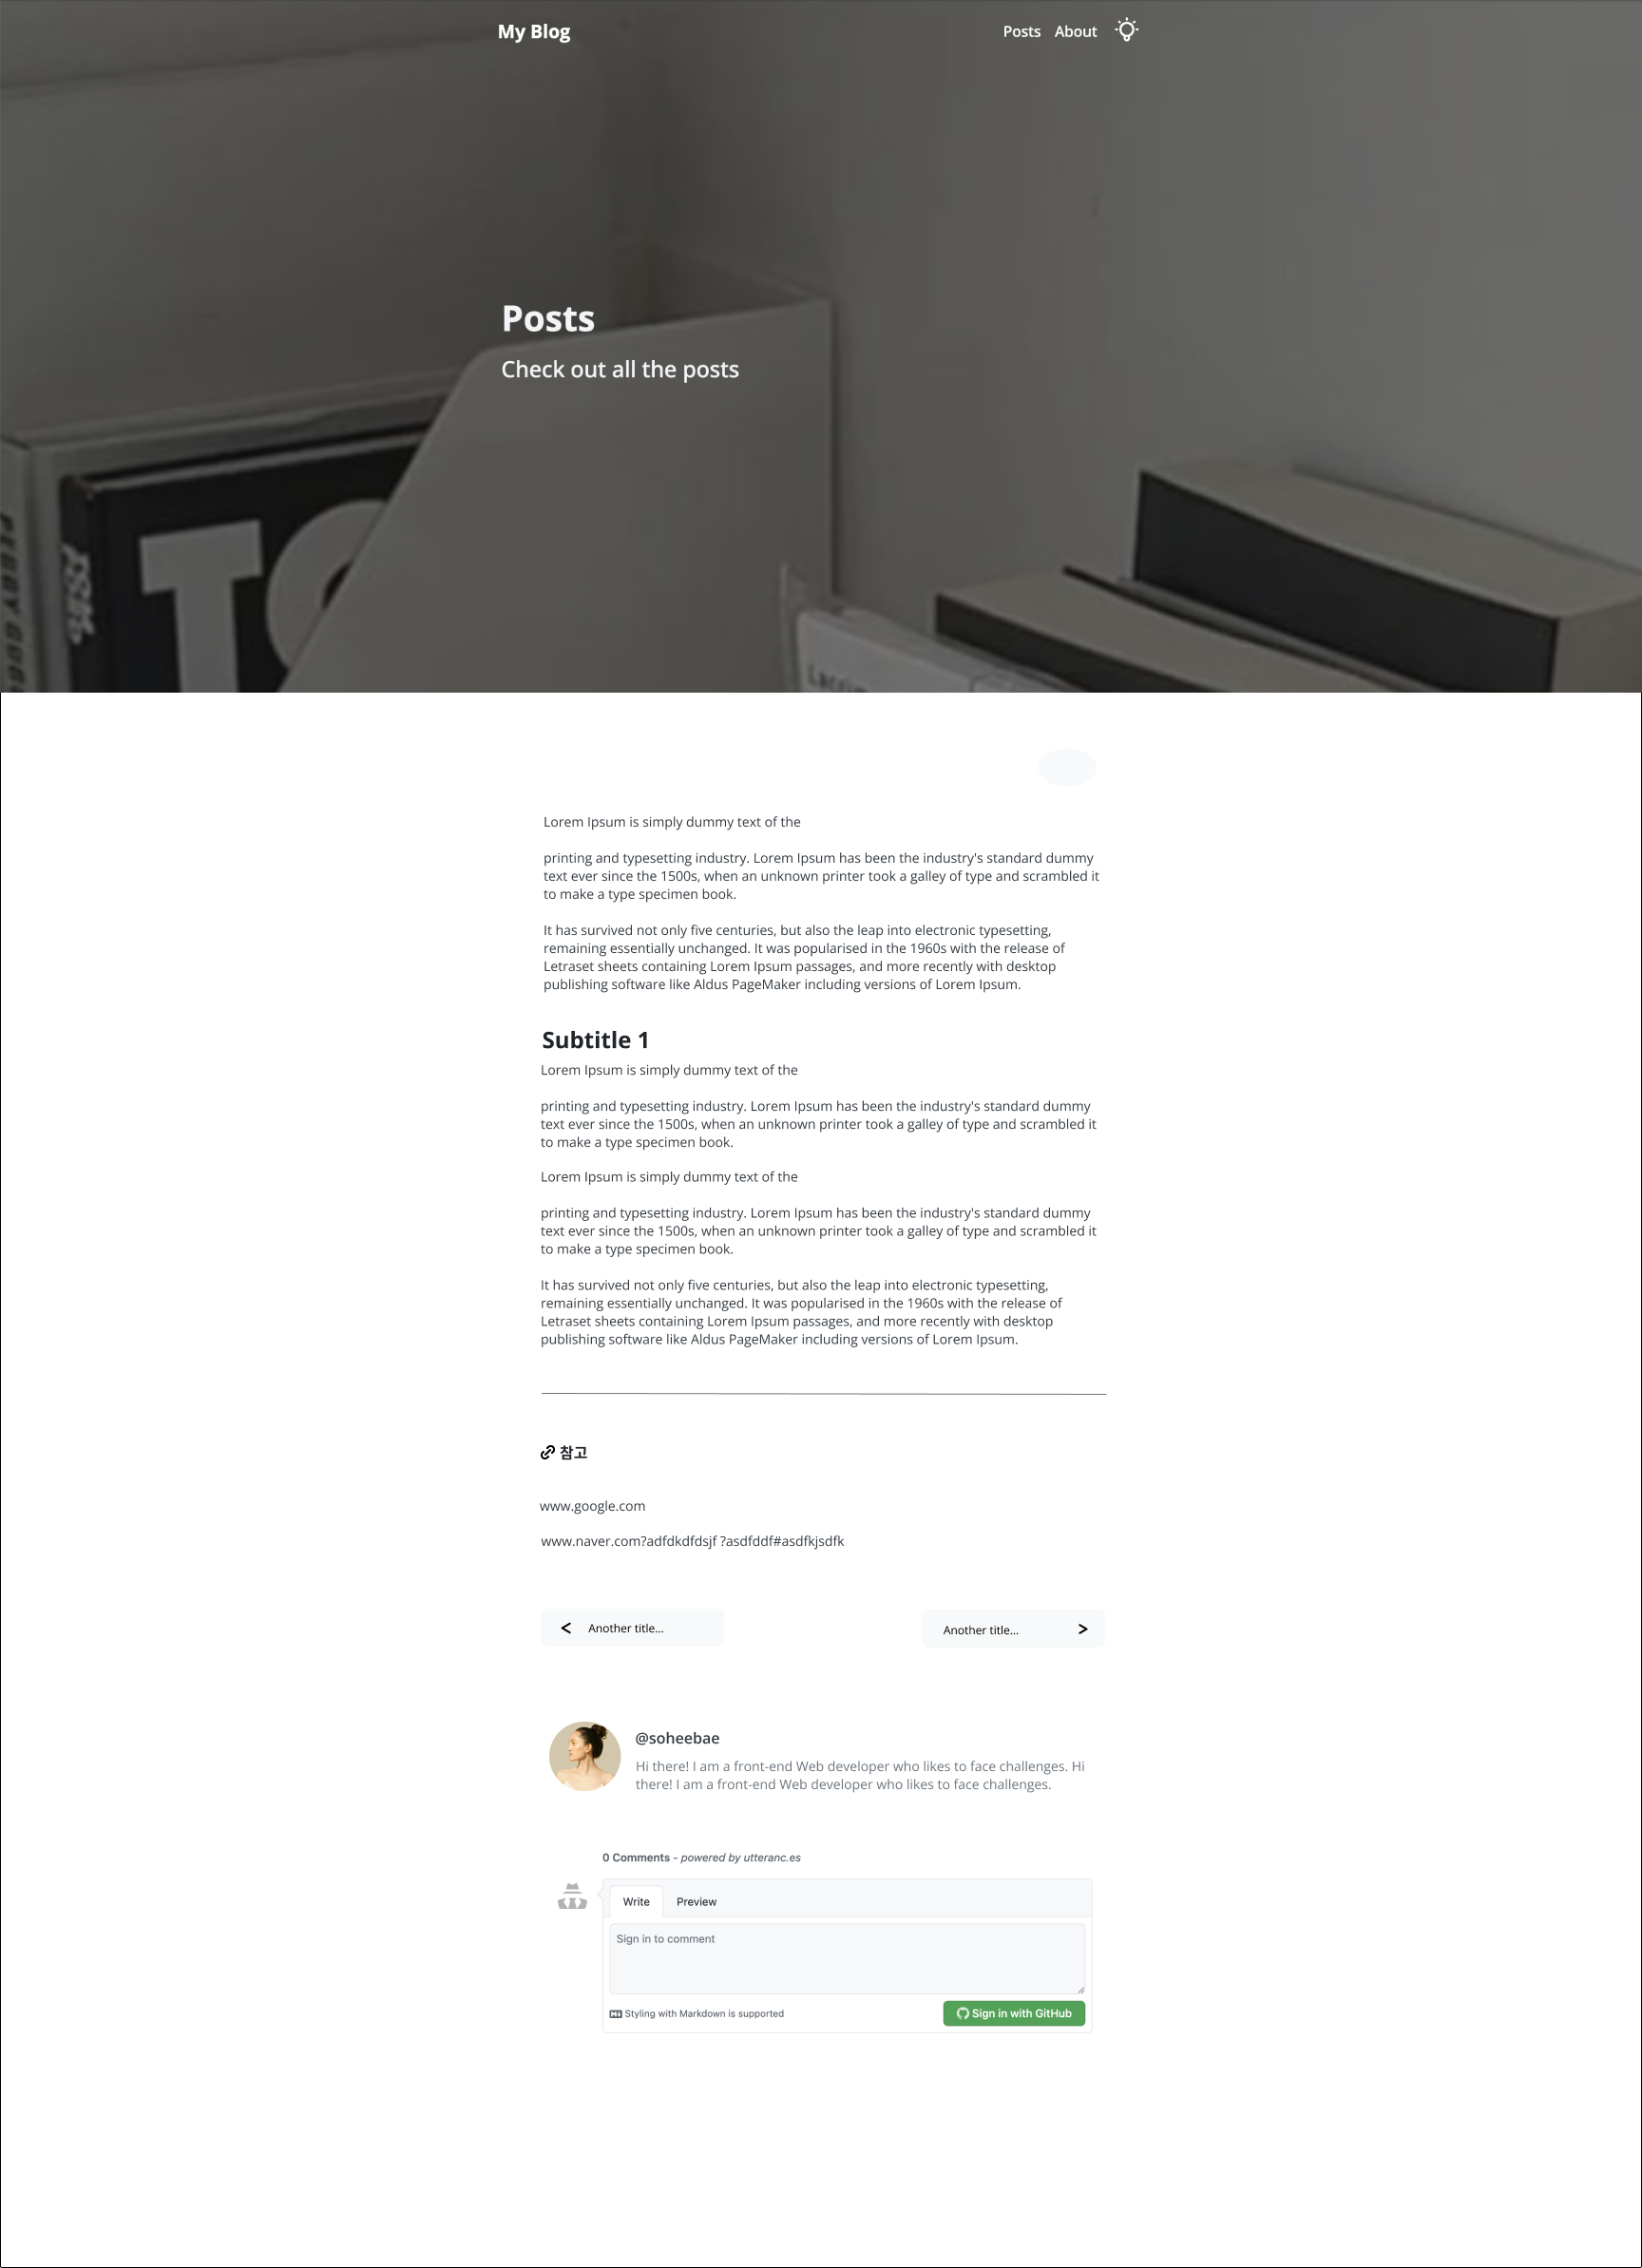 My Blog
Posts About
Posts
Check out all the posts
Lacrim
Lorem Ipsum is simply dummy text of the
printing and typesetting industry. Lorem Ipsum has been the industry's standard dummy
text ever since the 1500s, when an unknown printer took a galley of type and scrambled it
to make a type specimen book.
It has survived not only five centuries, but also the leap into electronic typesetting,
remaining essentially unchanged. It was popularised in the 1960s with the release of
Letraset sheets containing Lorem Ipsum passages, and more recently with desktop
publishing software like Aldus PageMaker including versions of Lorem Ipsum.
Subtitle 1
Lorem Ipsum is simply dummy text of the
printing and typesetting industry. Lorem Ipsum has been the industry's standard dummy
text ever since the 1500s, when an unknown printer took a galley of type and scrambled it
to make a type specimen book.
Lorem Ipsum is simply dummy text of the
printing and typesetting industry. Lorem Ipsum has been the industry's standard dummy
text ever since the 1500s, when an unknown printer took a galley of type and scrambled it
to make a type specimen book.
It has survived not only five centuries, but also the leap into electronic typesetting,
remaining essentially unchanged. It was popularised in the 1960s with the release of
Letraset sheets containing Lorem Ipsum passages, and more recently with desktop
publishing software like Aldus PageMaker including versions of Lorem Ipsum.
참고
www.google.com
www.naver.com?adfdkdfdsjf ?asdfddf#asdfkjsdfk
< Another title...
Another title... >
@soheebae
Hi there! I am a front-end Web developer who likes to face challenges. Hi
there! I am a front-end Web developer who likes to face challenges.
0 Comments - powered by utteranc.es
Write Preview
Sign in to comment
Styling with Markdown is supported
Sign in with GitHub